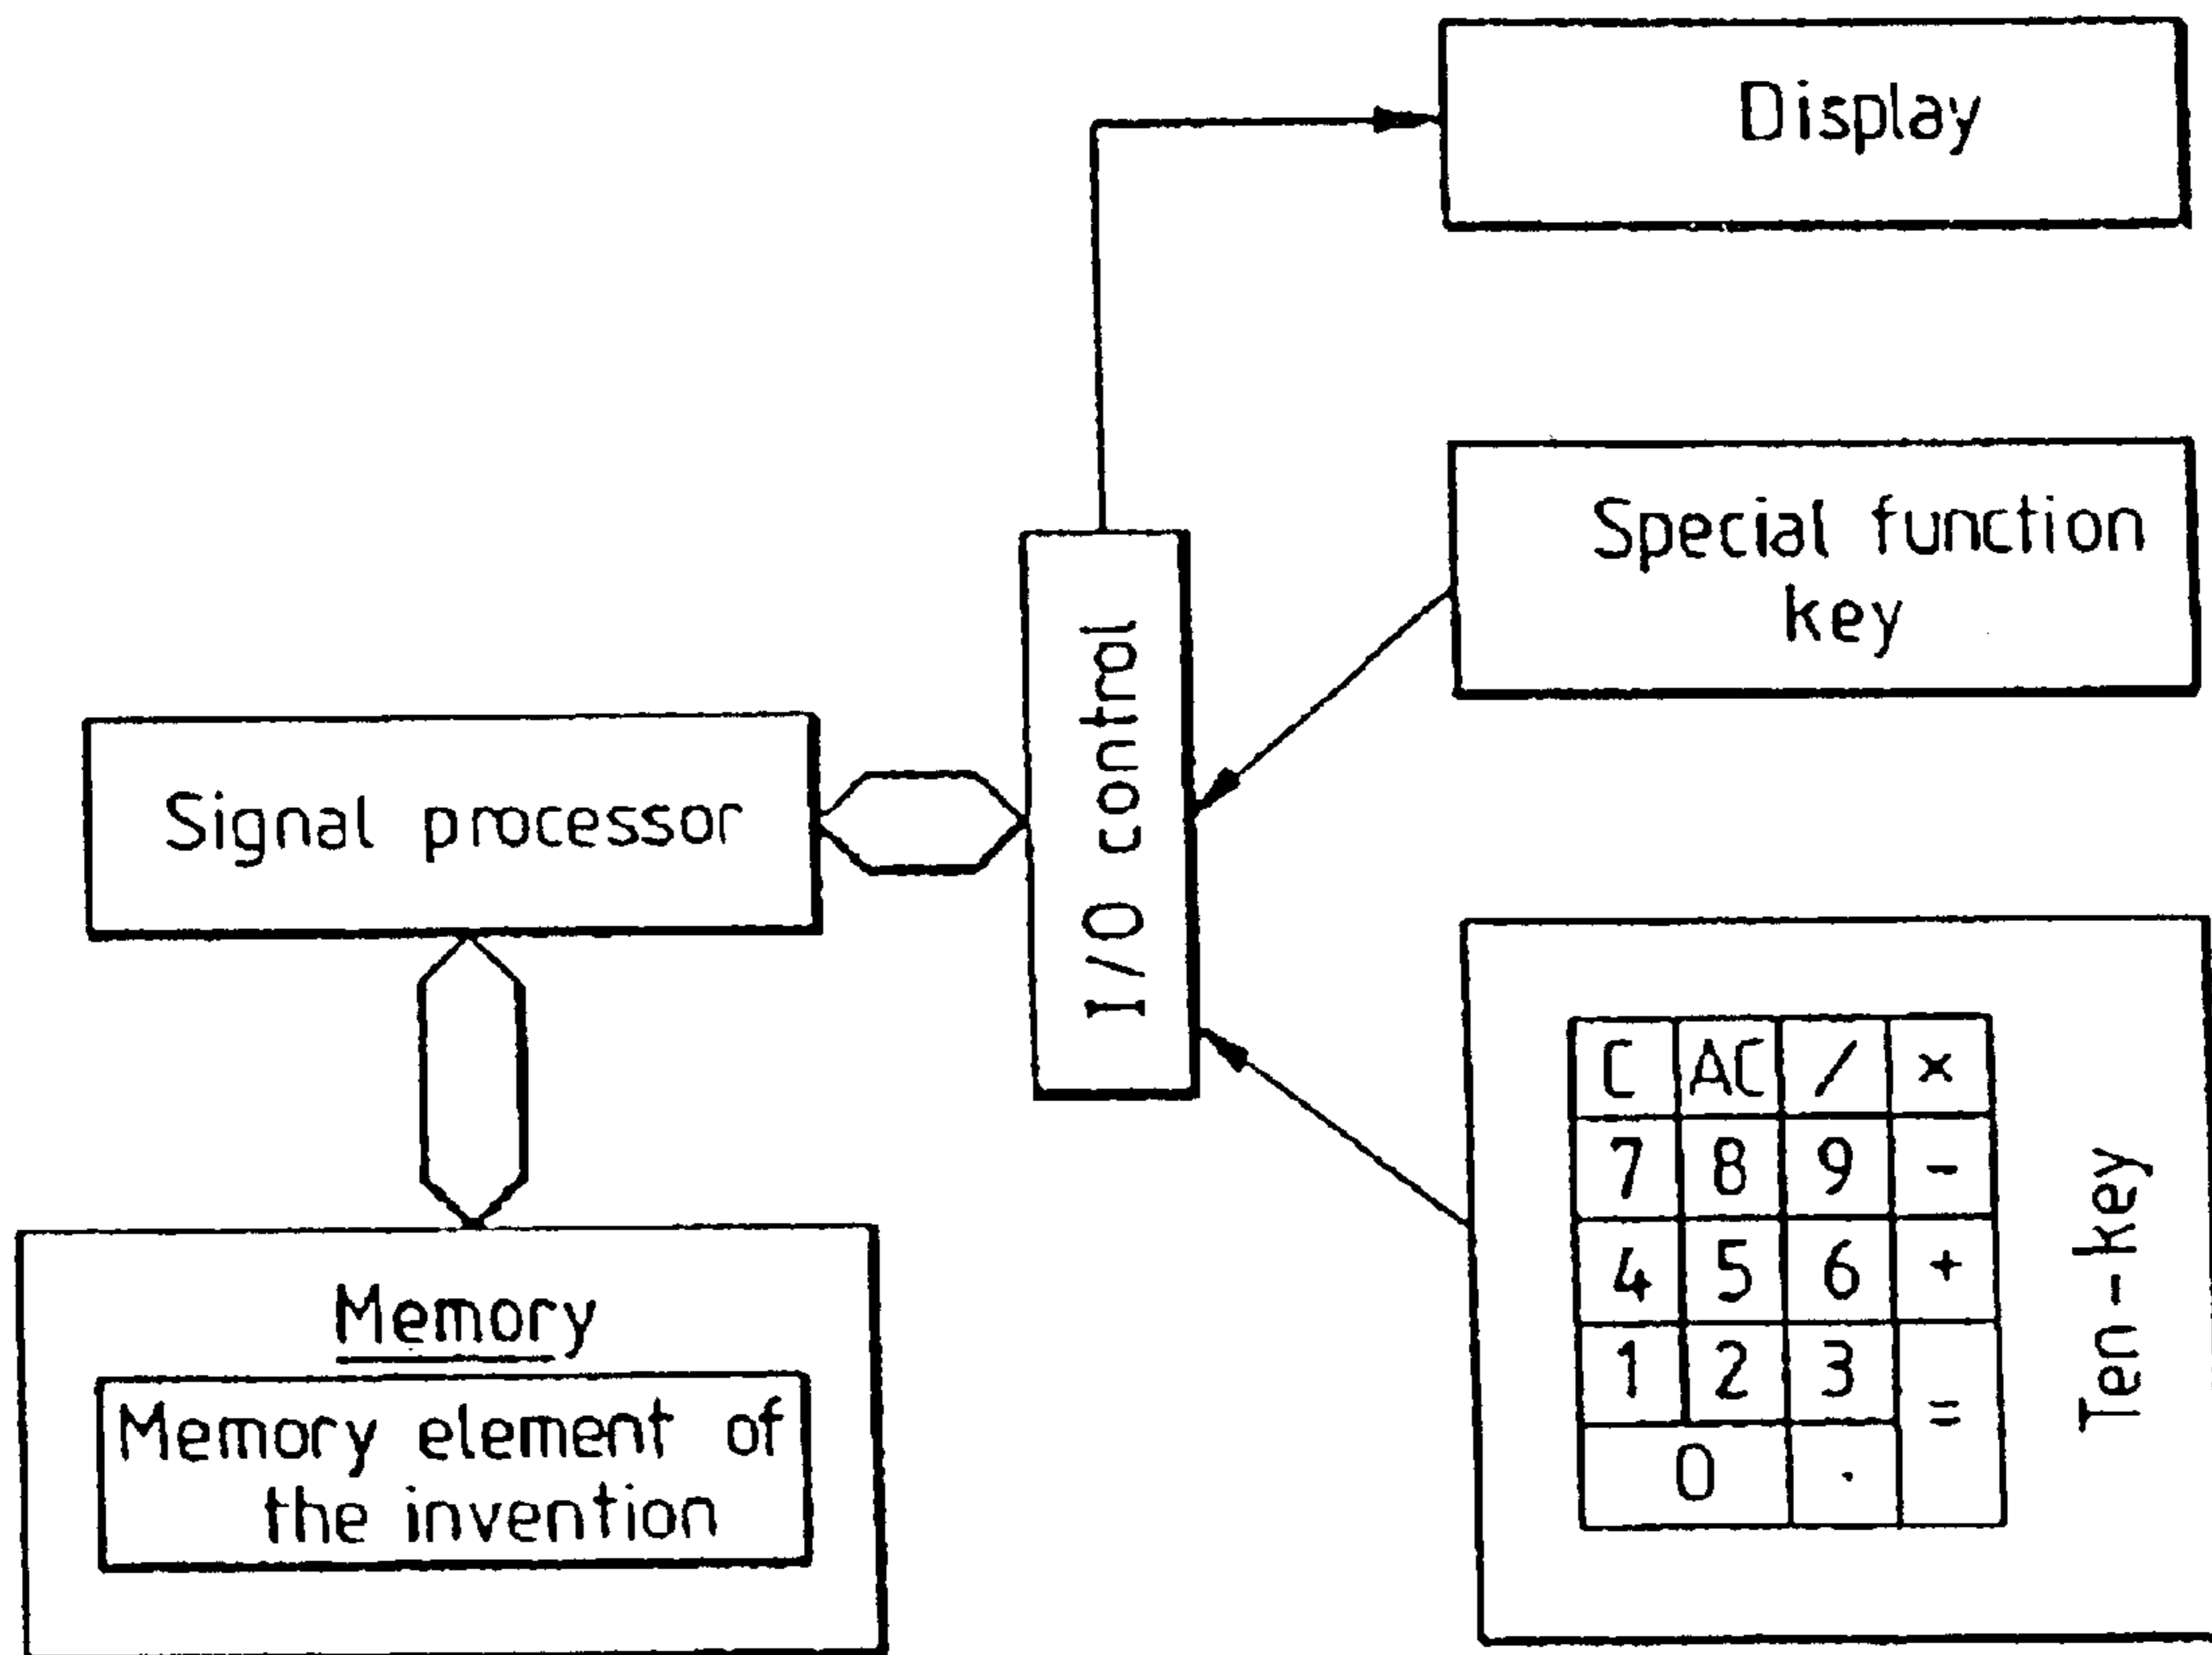 Display
Special function
key
I/O control
Signal processor
Memory
Memory element of
the invention
C AC / ×
7 8 9 -
4 5 6 +
1 2 3 =
0 .
Ten-key